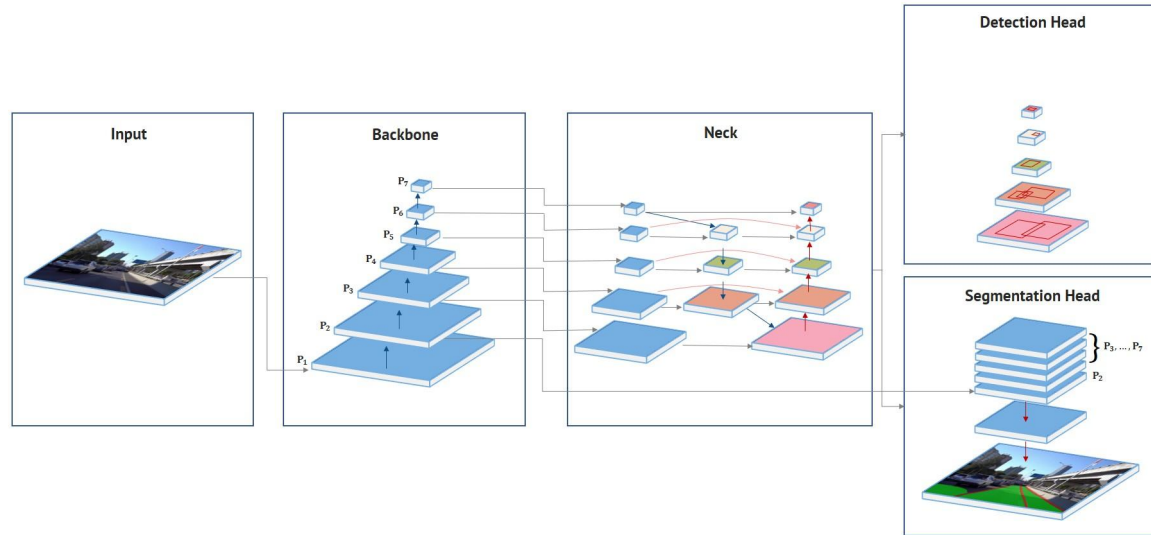 Input
Backbone
P₇
P₆
P₅
P₄
P₃
P₂
P₁
Neck
Detection Head
Segmentation Head
P₃, ..., P₇
P₂